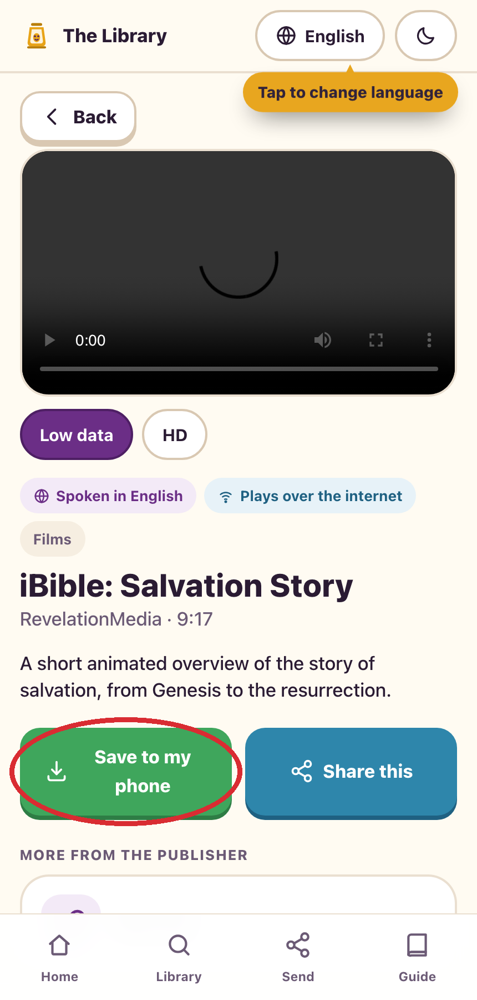 The Library
English
Tap to change language
Back
0:00
Low data
HD
Spoken in English
Plays over the internet
Films
iBible: Salvation Story
RevelationMedia · 9:17
A short animated overview of the story of
salvation, from Genesis to the resurrection.
Save to my
phone
Share this
MORE FROM THE PUBLISHER
Home
Library
Send
Guide